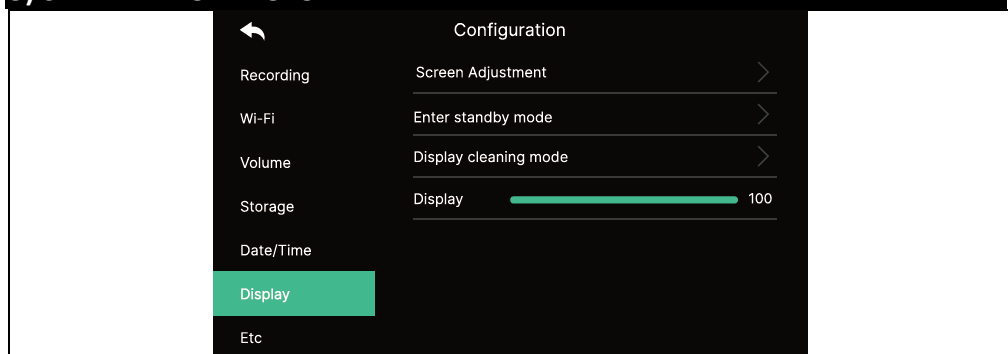 Configuration
Recording
Wi-Fi
Volume
Storage
Date/Time
Display
Etc
Screen Adjustment
Enter standby mode
Display cleaning mode
Display 100